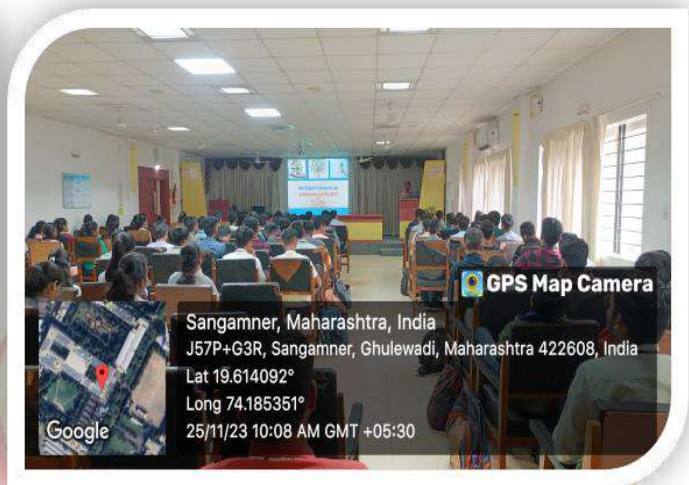 GPS Map Camera
Sangamner, Maharashtra, India
J57P+G3R, Sangamner, Ghulewadi, Maharashtra 422608, India
Lat 19.614092°
Long 74.185351°
25/11/23 10:08 AM GMT +05:30
Google